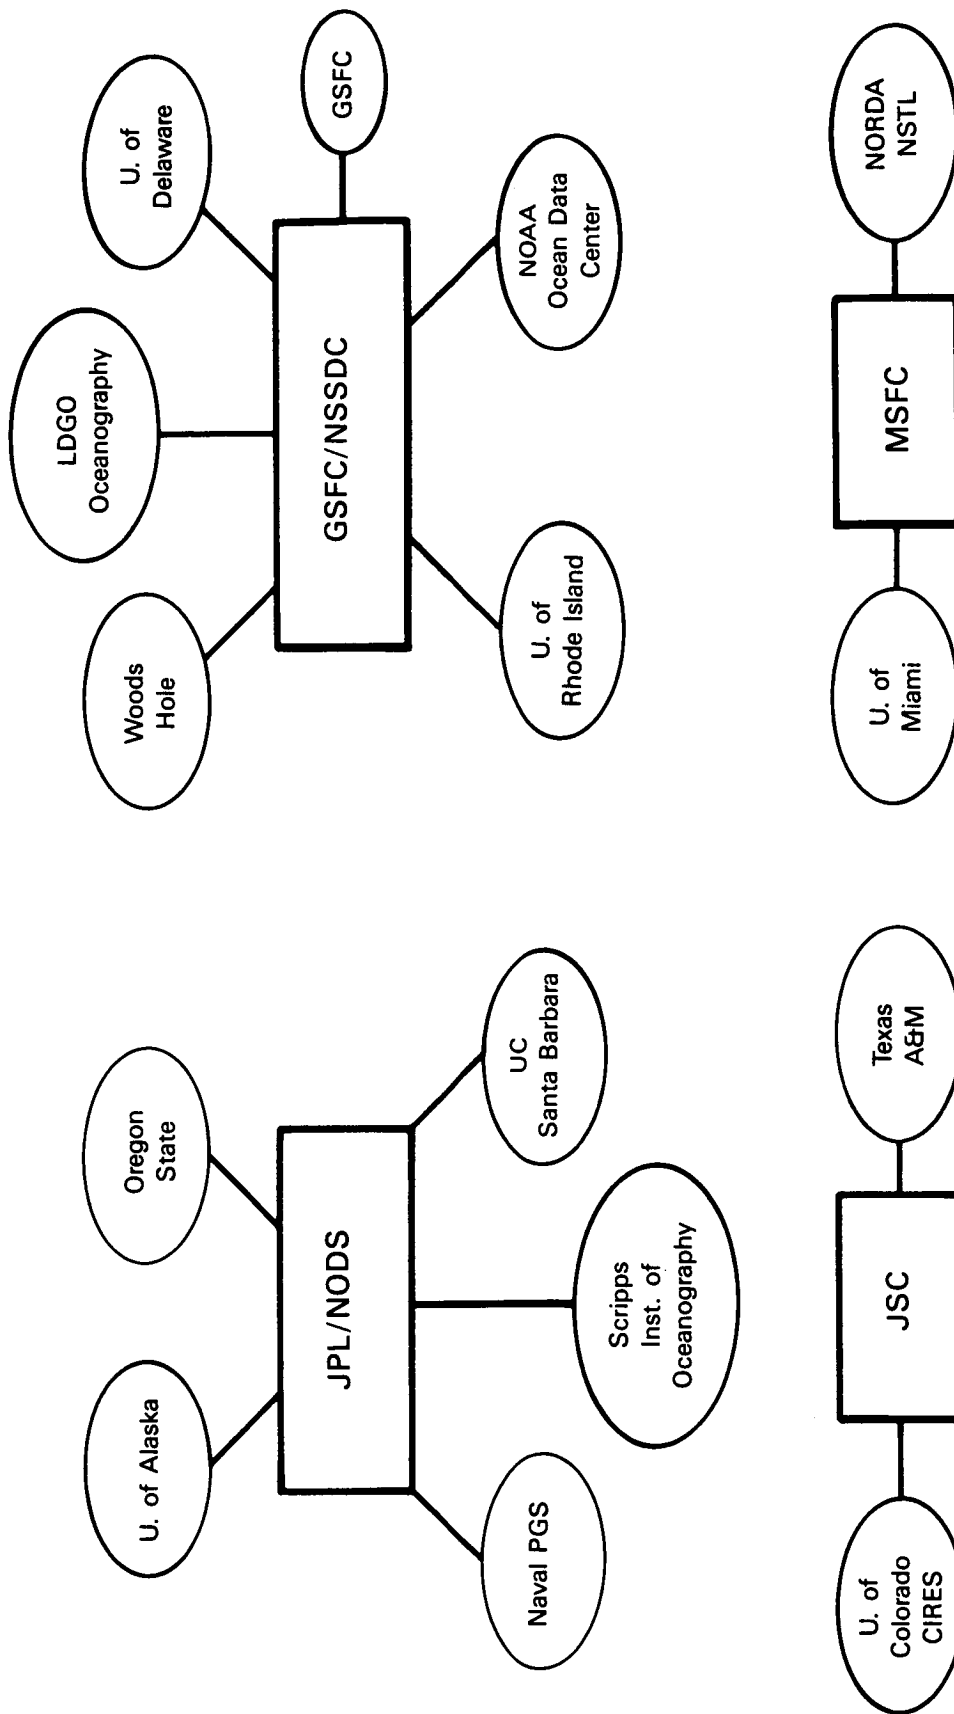 U. of Alaska
Oregon
State
JPL/NODS
Naval PGS
Scripps
Inst. of
Oceanography
UC
Santa Barbara
Woods
Hole
LDGO
Oceanography
U. of
Delaware
GSFC/NSSDC
GSFC
U. of
Rhode Island
NOAA
Ocean Data
Center
U. of
Colorado
CIRES
JSC
Texas
A&M
U. of
Miami
MSFC
NORDA
NSTL